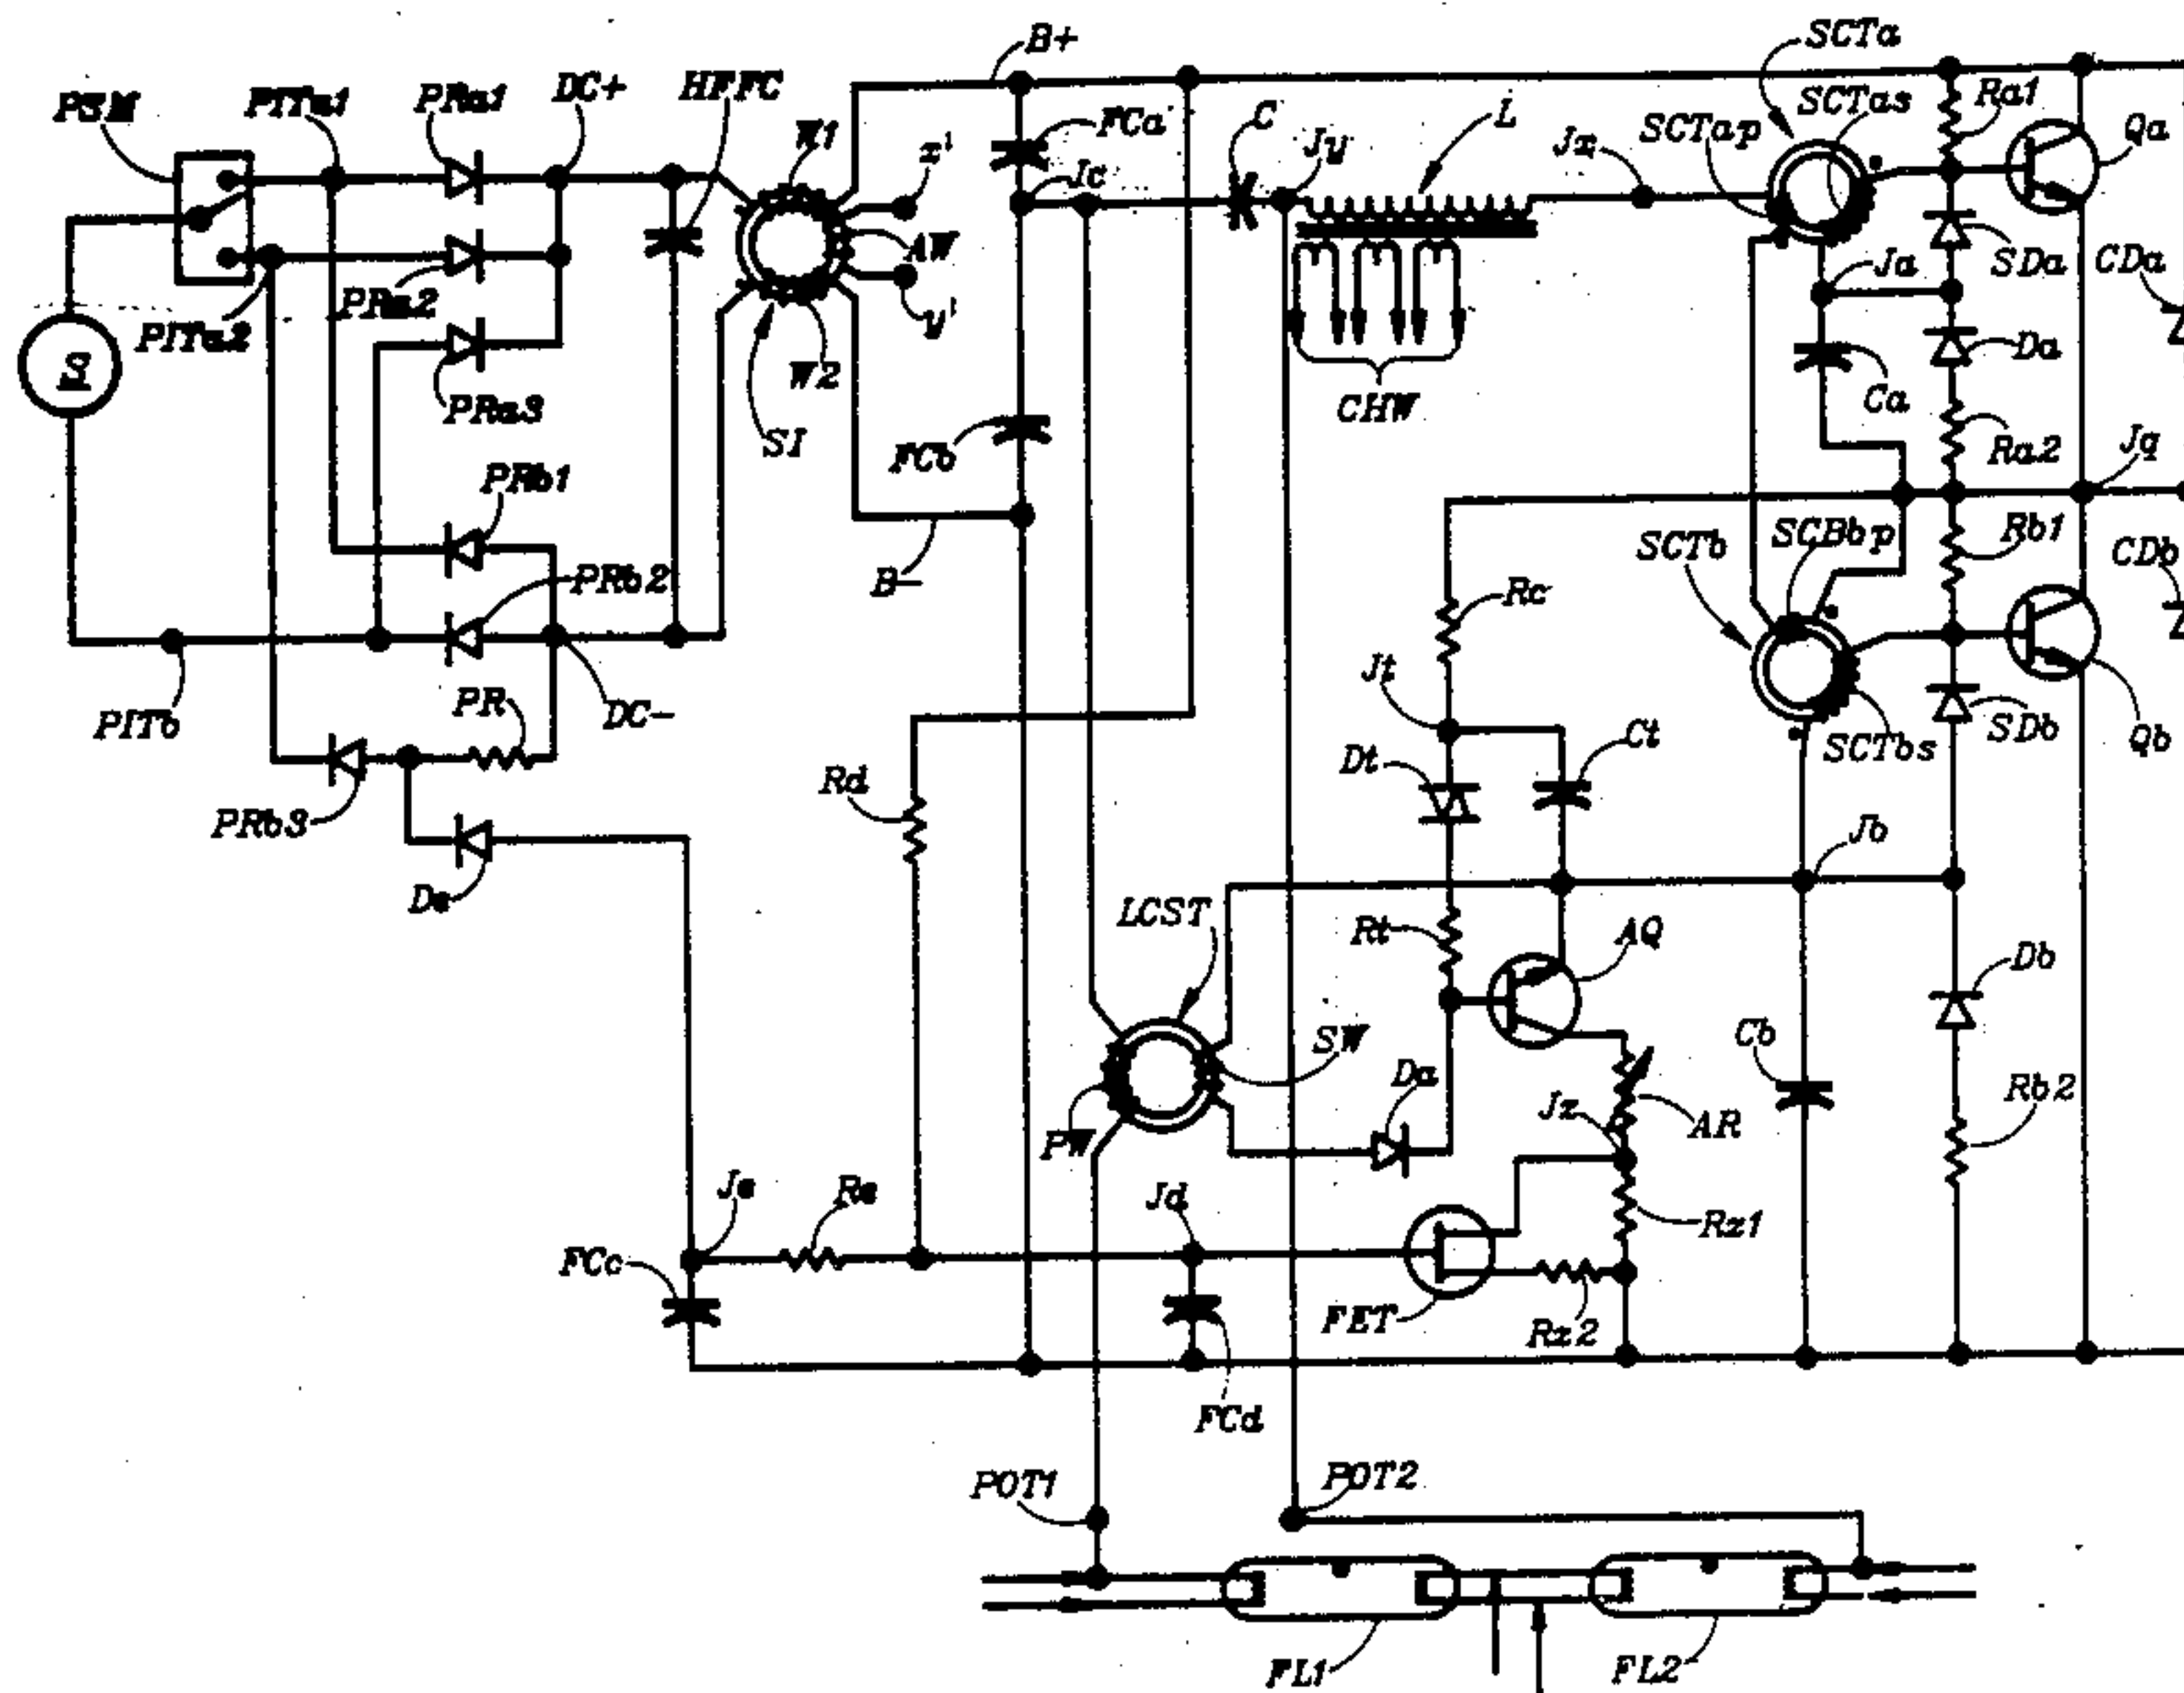 B+
SCTa
PSM
PITa1
PRa1
DC+
HFFC
W1
FCa
x'
C
Jy
L
Jx
SCTap
SCTas
Ra1
Qa
Jc
AW
y'
PRa2
PITa2
S
PRa3
SI
W2
FCb
CHW
Ja
SDa
CDa
Da
Ca
Ra2
Jq
PRb1
PRb2
B-
SCTb
SCBbp
Rb1
CDb
Rc
PITb
PR
DC-
Jt
Dt
Ct
SCTbs
SDb
Qb
PRb3
Rd
De
LCST
Rt
AQ
Jb
Db
SW
Da
Cb
PW
Jz
AR
Rb2
Je
Re
Jd
Rz1
FCc
FET
Rz2
FCd
POT1
POT2
FL1
FL2